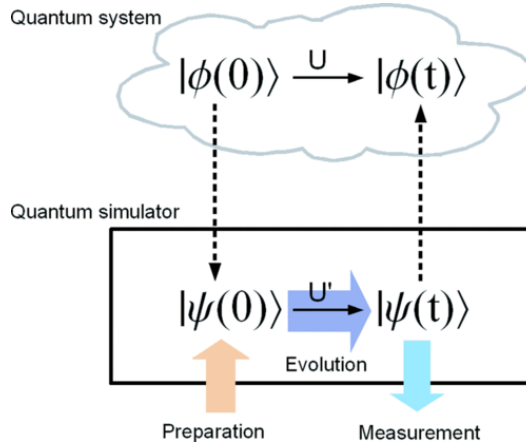 Quantum system
|ϕ(0)⟩ U |ϕ(t)⟩
Quantum simulator
|ψ(0)⟩ U' |ψ(t)⟩
Evolution
Preparation Measurement